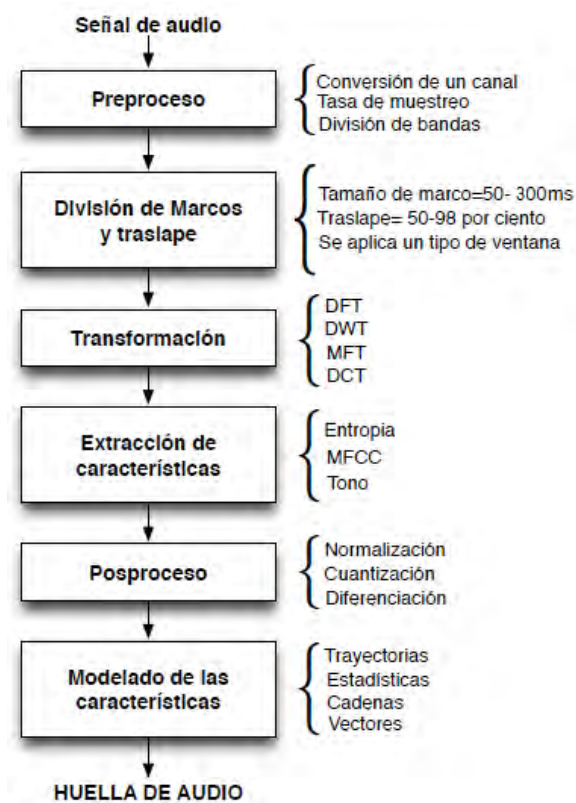 Señal de audio
Preproceso
Conversión de un canal
Tasa de muestreo
División de bandas
División de Marcos
y traslape
Tamaño de marco=50- 300ms
Traslape= 50-98 por ciento
Se aplica un tipo de ventana
Transformación
DFT
DWT
MFT
DCT
Extracción de
características
Entropia
MFCC
Tono
Posproceso
Normalización
Cuantización
Diferenciación
Modelado de las
características
Trayectorias
Estadísticas
Cadenas
Vectores
HUELLA DE AUDIO